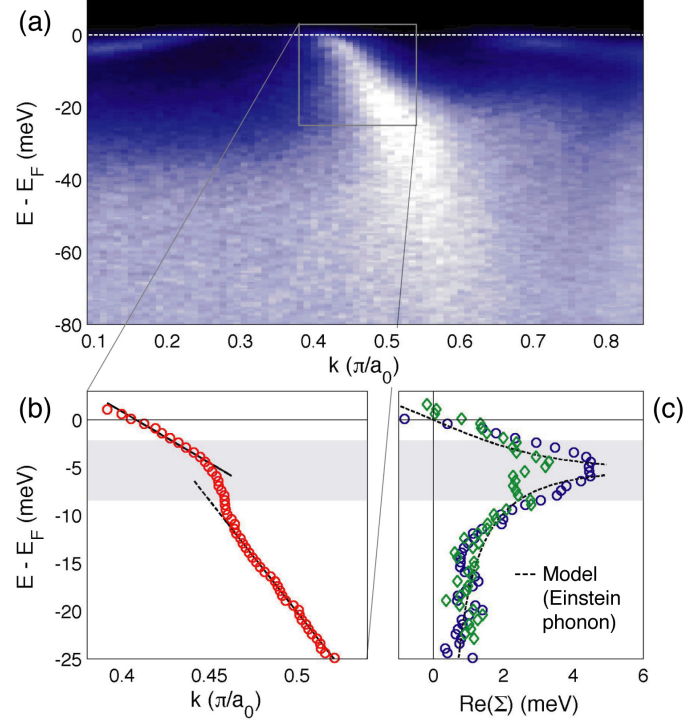 (a)
0
-20
-40
-60
-80
E - E_F (meV)
0.1 0.2 0.3 0.4 0.5 0.6 0.7 0.8
k (π/a_0)
(b)
0
-5
-10
-15
-20
-25
E - E_F (meV)
0.4 0.45 0.5
k (π/a_0)
(c)
Model
(Einstein
phonon)
0 2 4 6
Re(Σ) (meV)